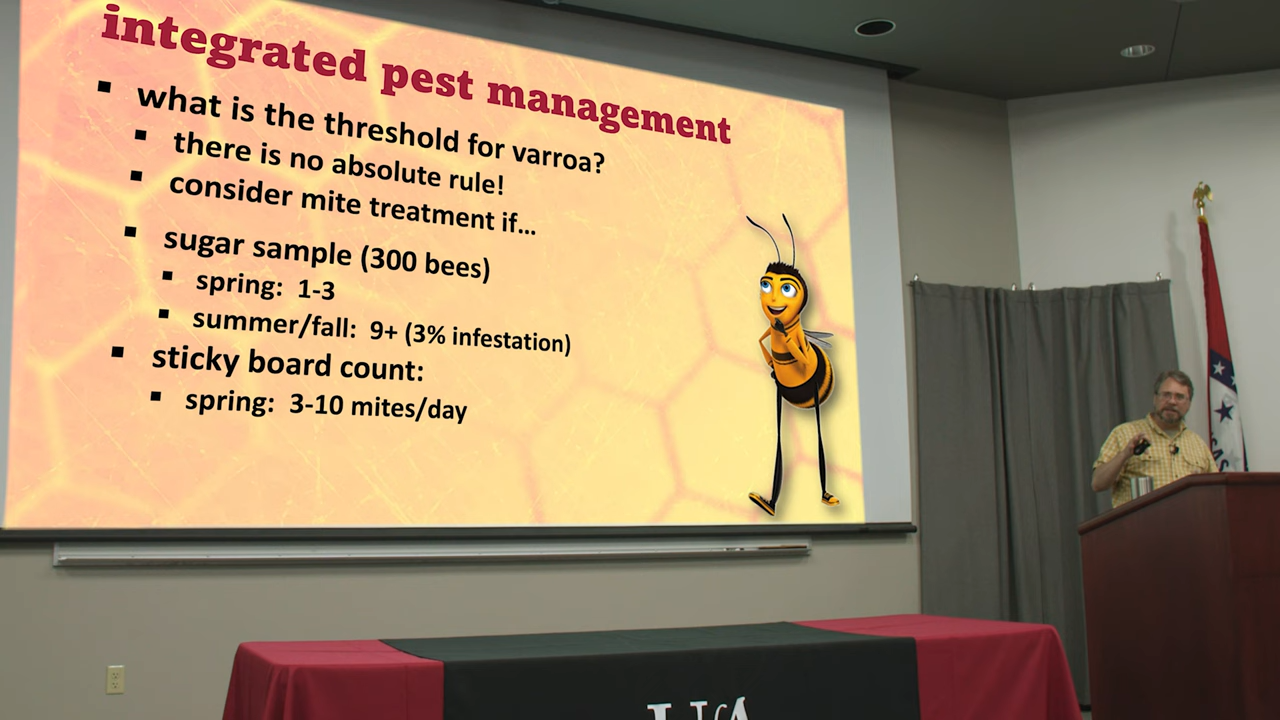 integrated pest management
▪ what is the threshold for varroa?
▪ there is no absolute rule!
▪ consider mite treatment if…
▪ sugar sample (300 bees)
▪ spring: 1-3
▪ summer/fall: 9+ (3% infestation)
▪ sticky board count:
▪ spring: 3-10 mites/day